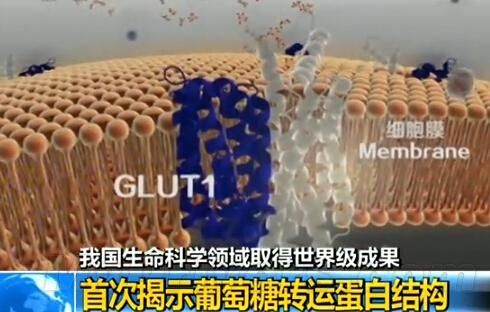 细胞膜
Membrane
GLUT1
我国生命科学领域取得世界级成果
首次揭示葡萄糖转运蛋白结构